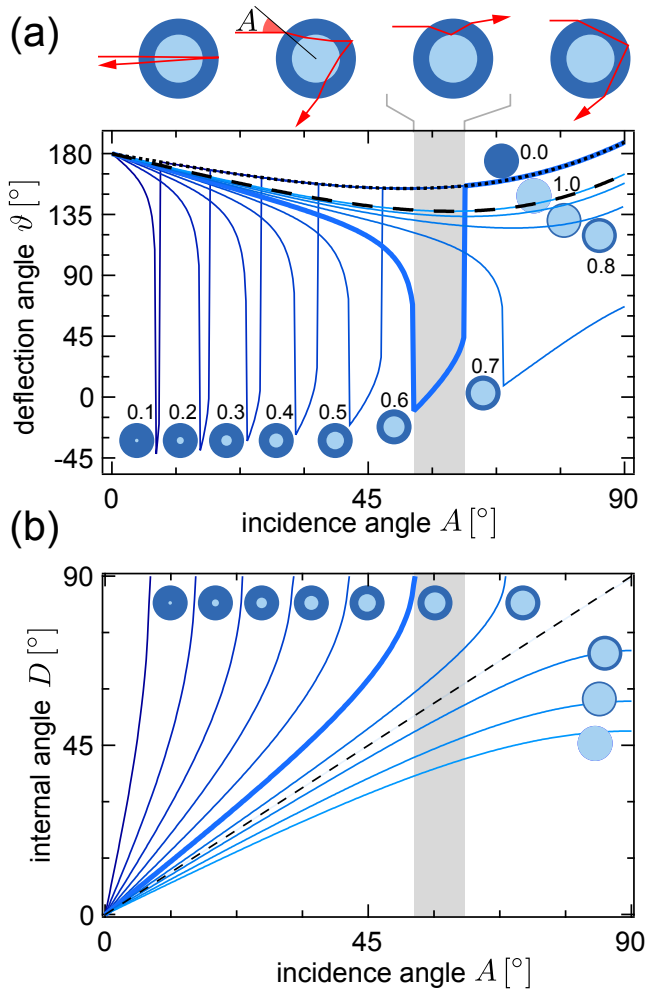 (a)
A
180
135
90
45
0
-45
deflection angle ϑ [°]
0.0
1.0
0.8
0.7
0.6
0.5
0.4
0.3
0.2
0.1
0 45 90
incidence angle A [°]
(b)
90
45
0
internal angle D [°]
0 45 90
incidence angle A [°]